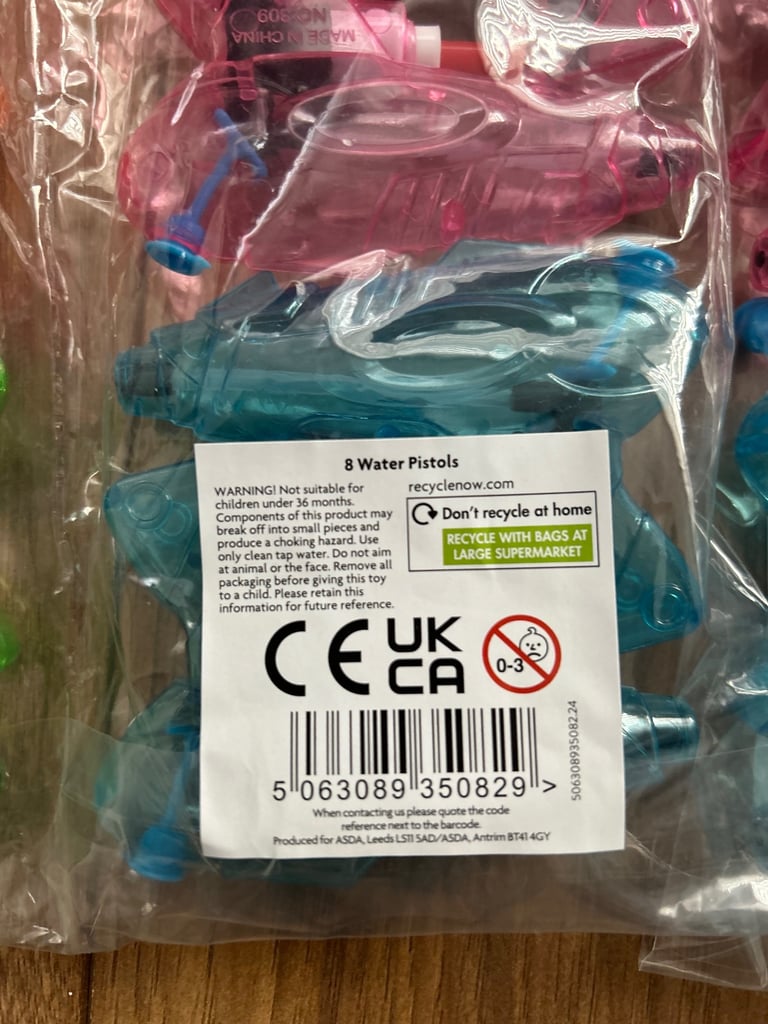 MADE IN CHINA
NO.809
8 Water Pistols
WARNING! Not suitable for
children under 36 months.
Components of this product may
break off into small pieces and
produce a choking hazard. Use
only clean tap water. Do not aim
at animal or the face. Remove all
packaging before giving this toy
to a child. Please retain this
information for future reference.
recyclenow.com
Don't recycle at home
RECYCLE WITH BAGS AT
LARGE SUPERMARKET
CE
UK
CA
0-3
5 063089 350829 >
506308935082.24
When contacting us please quote the code
reference next to the barcode.
Produced for ASDA, Leeds LS11 5AD/ASDA, Antrim BT41 4GY